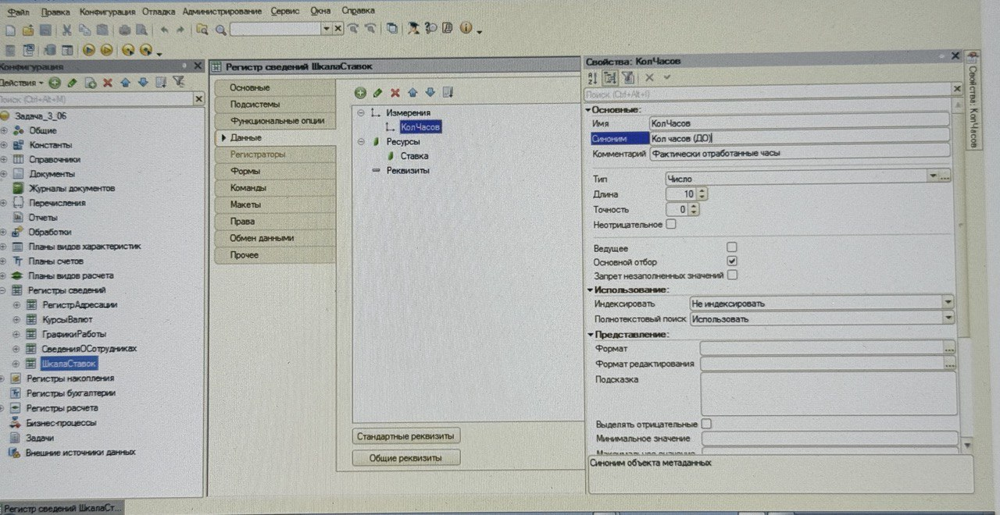 Файл Правка Конфигурация Отладка Администрирование Сервис Окна Справка
Конфигурация
Действия
Поиск (Ctrl+Alt+M)
Задача_3_06
Общие
Константы
Справочники
Документы
Журналы документов
Перечисления
Отчеты
Обработки
Планы видов характеристик
Планы счетов
Планы видов расчета
Регистры сведений
РегистрАдресации
КурсыВалют
ГрафикиРаботы
СведенияОСотрудниках
ШкалаСтавок
Регистры накопления
Регистры бухгалтерии
Регистры расчета
Бизнес-процессы
Задачи
Внешние источники данных
Регистр сведений ШкалаСтавок
Основные
Подсистемы
Функциональные опции
Данные
Регистраторы
Формы
Команды
Макеты
Права
Обмен данными
Прочее
Измерения
КолЧасов
Ресурсы
Ставка
Реквизиты
Стандартные реквизиты
Общие реквизиты
Свойства: КолЧасов
Поиск (Ctrl+Alt+I)
Основные:
Имя КолЧасов
Синоним Кол часов (ДО)
Комментарий Фактически отработанные часы
Тип Число
Длина 10
Точность 0
Неотрицательное
Ведущее
Основной отбор
Запрет незаполненных значений
Использование:
Индексировать Не индексировать
Полнотекстовый поиск Использовать
Представление:
Формат
Формат редактирования
Подсказка
Выделять отрицательные
Минимальное значение
Максимальное значение
Синоним объекта метаданных
Свойства: КолЧасов
Регистр сведений ШкалаСт...